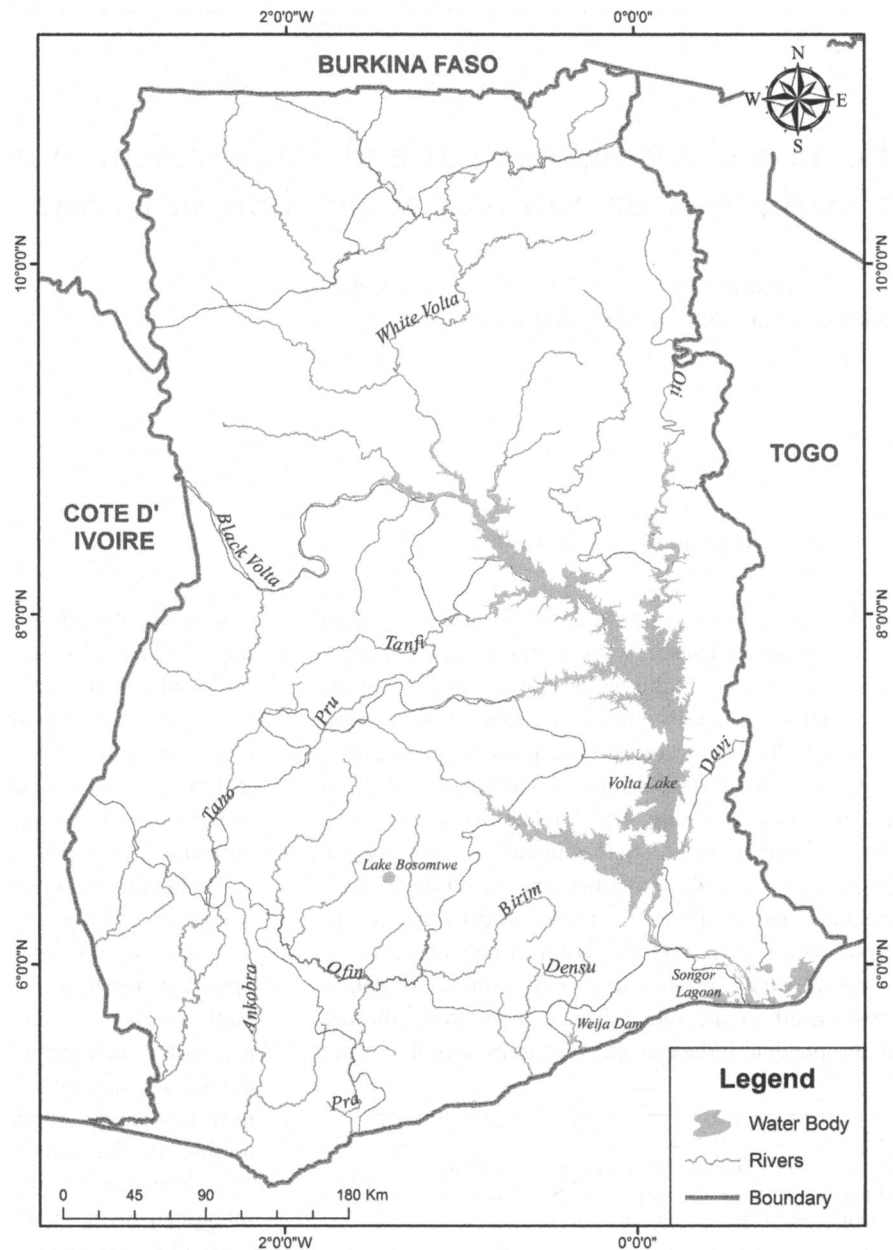 2°0'0"W
0°0'0"
BURKINA FASO
N
W
E
S
10°0'0"N
10°0'0"N
White Volta
Oti
TOGO
COTE D'
IVOIRE
Black Volta
8°0'0"N
8°0'0"N
Tanfi
Pru
Dayi
Volta Lake
Tano
Lake Bosomtwe
Birim
6°0'0"N
6°0'0"N
Ofin
Densu
Songor
Lagoon
Ankobra
Weija Dam
Pra
Legend
Water Body
Rivers
Boundary
0
45
90
180 Km
2°0'0"W
0°0'0"